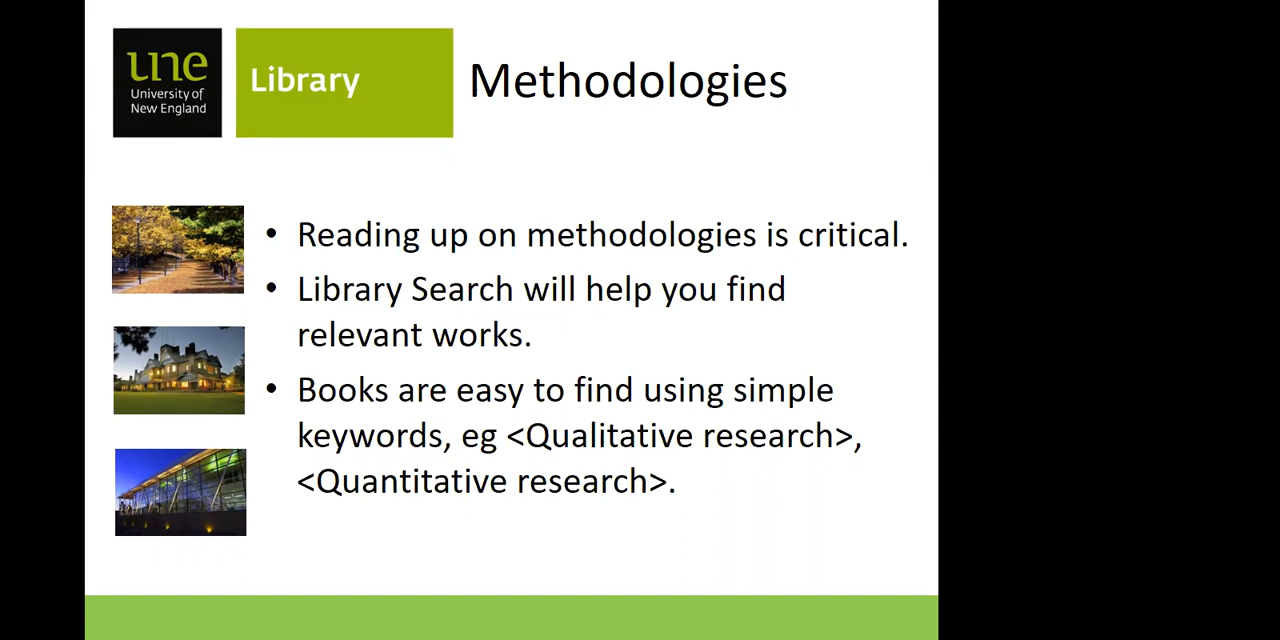 une
University of
New England
Library
Methodologies
• Reading up on methodologies is critical.
• Library Search will help you find
relevant works.
• Books are easy to find using simple
keywords, eg <Qualitative research>,
<Quantitative research>.